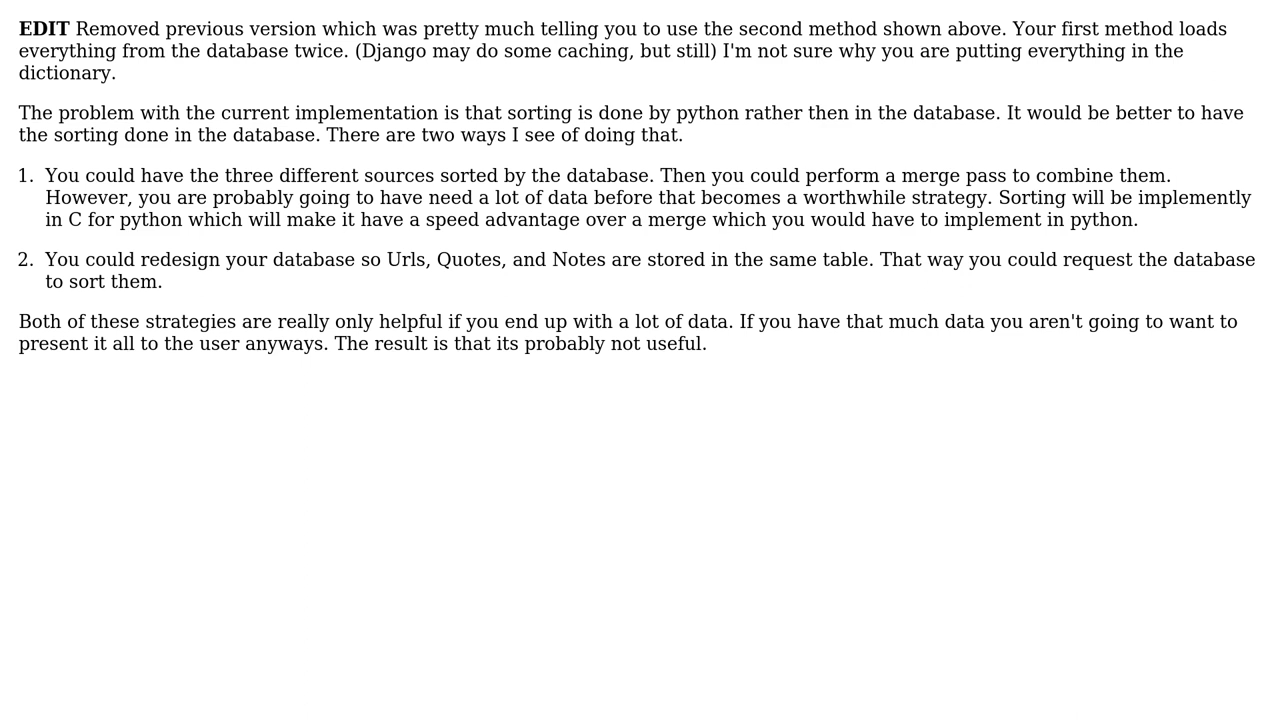 EDIT Removed previous version which was pretty much telling you to use the second method shown above. Your first method loads
everything from the database twice. (Django may do some caching, but still) I'm not sure why you are putting everything in the
dictionary.
The problem with the current implementation is that sorting is done by python rather then in the database. It would be better to have
the sorting done in the database. There are two ways I see of doing that.
1. You could have the three different sources sorted by the database. Then you could perform a merge pass to combine them.
However, you are probably going to have need a lot of data before that becomes a worthwhile strategy. Sorting will be implemently
in C for python which will make it have a speed advantage over a merge which you would have to implement in python.
2. You could redesign your database so Urls, Quotes, and Notes are stored in the same table. That way you could request the database
to sort them.
Both of these strategies are really only helpful if you end up with a lot of data. If you have that much data you aren't going to want to
present it all to the user anyways. The result is that its probably not useful.